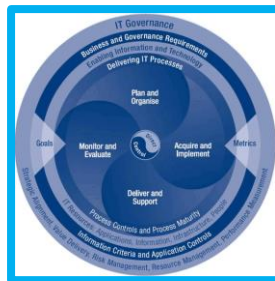 IT Governance
Business and Governance Requirements
Enabling Information and Technology
Delivering IT Processes
Plan and
Organise
Goals
Monitor and
Evaluate
Control
Acquire and
Implement
Metrics
Deliver and
Support
Process Controls and Process Maturity
IT Resources: Applications, Information, Infrastructure, People
Information Criteria and Application Controls
Strategic Alignment, Value Delivery, Risk Management, Resource Management, Performance Measurement